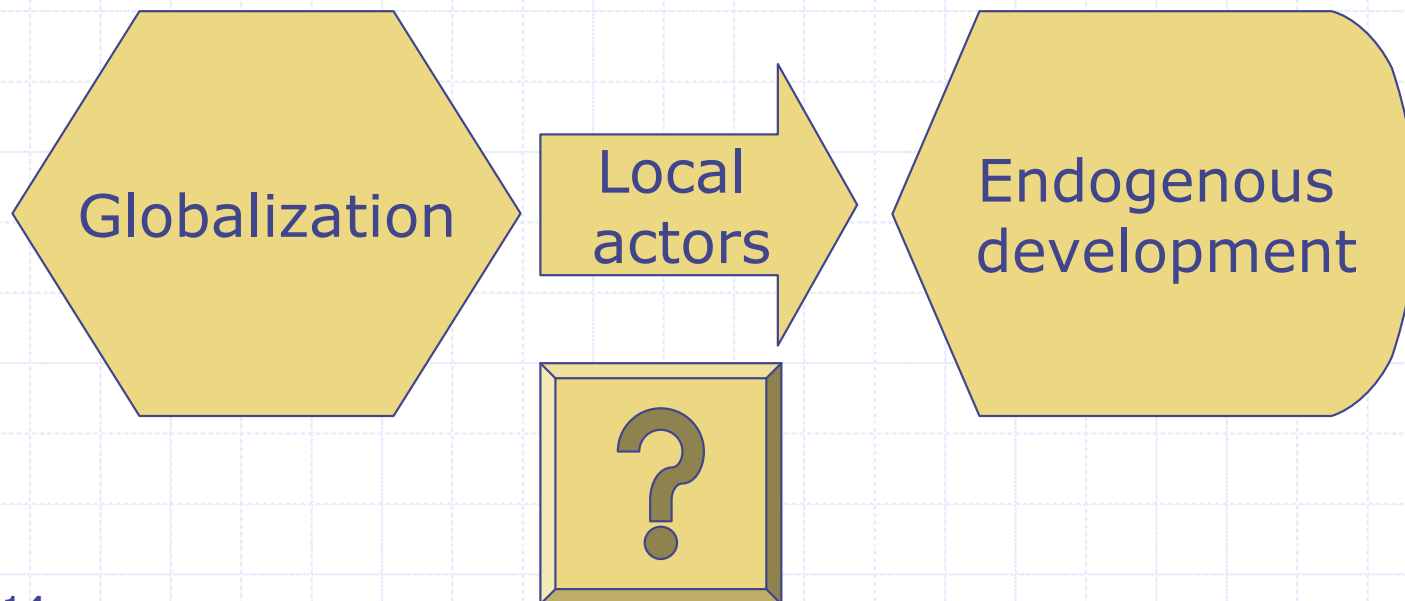 Globalization
Local
actors
Endogenous
development
?